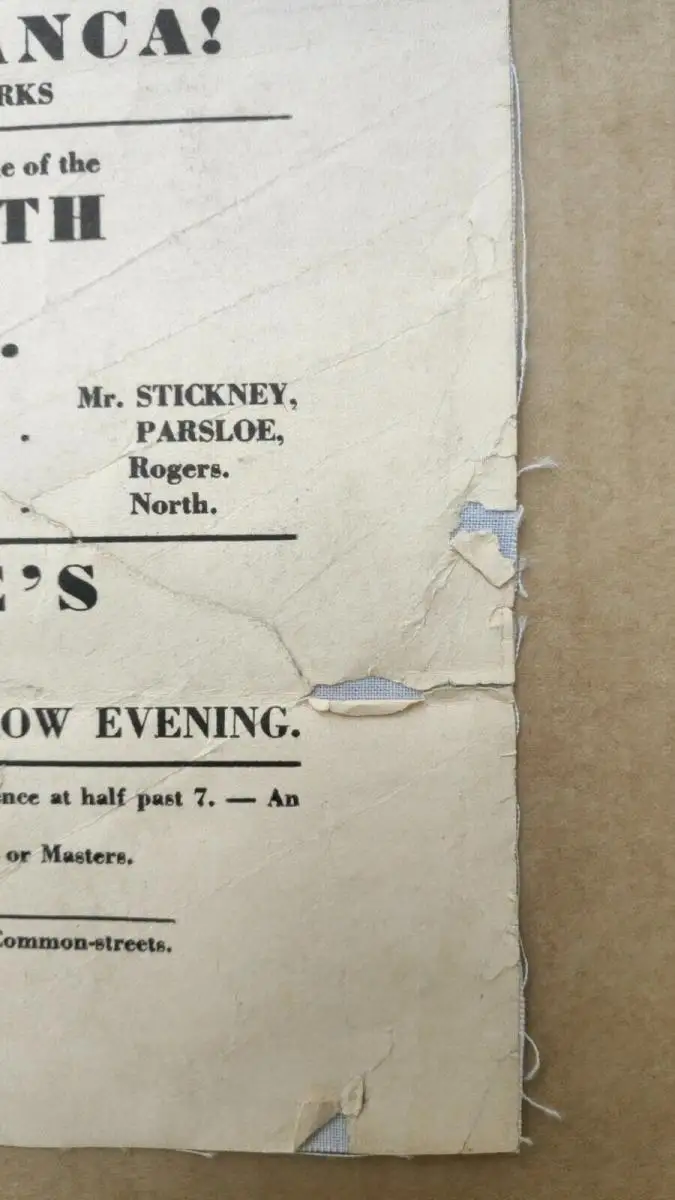 ANCA!
RKS
e of the
TH
.
Mr. STICKNEY,
. PARSLOE,
Rogers.
. North.
E'S
OW EVENING.
nce at half past 7. — An
or Masters.
Common-streets.